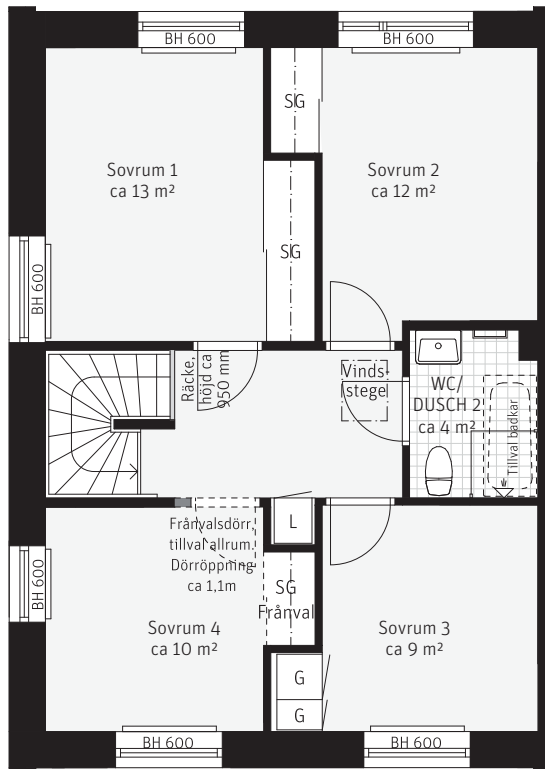 BH 600
BH 600
SG
Sovrum 1
ca 13 m²
Sovrum 2
ca 12 m²
SG
BH 600
Räcke,
höjd ca
950 mm
Vinds-
stege
WC/
DUSCH 2
ca 4 m²
Tillval badkar
L
Frånvalsdörr,
tillval allrum.
Dörröppning
ca 1,1m
SG
Frånval
BH 600
Sovrum 4
ca 10 m²
Sovrum 3
ca 9 m²
G
G
BH 600
BH 600